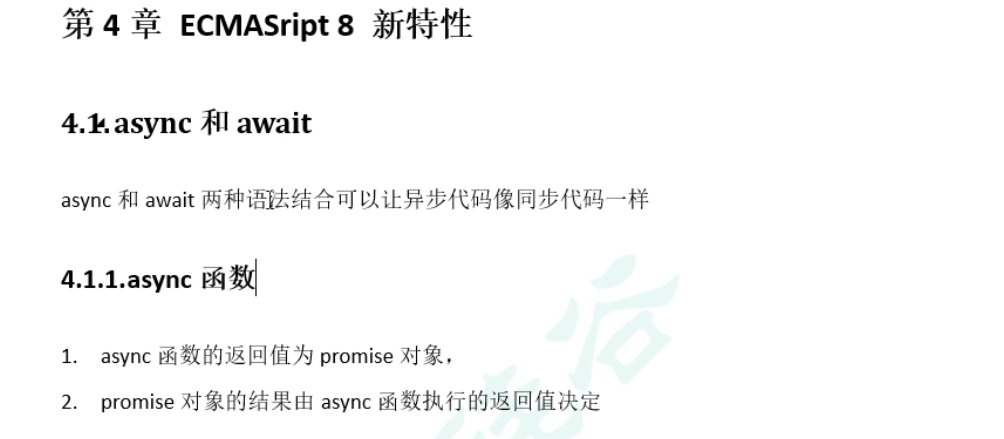 第 4 章 ECMASript 8 新特性
4.1.async 和 await
async 和 await 两种语法结合可以让异步代码像同步代码一样
4.1.1.async 函数
1. async 函数的返回值为 promise 对象，
2. promise 对象的结果由 async 函数执行的返回值决定